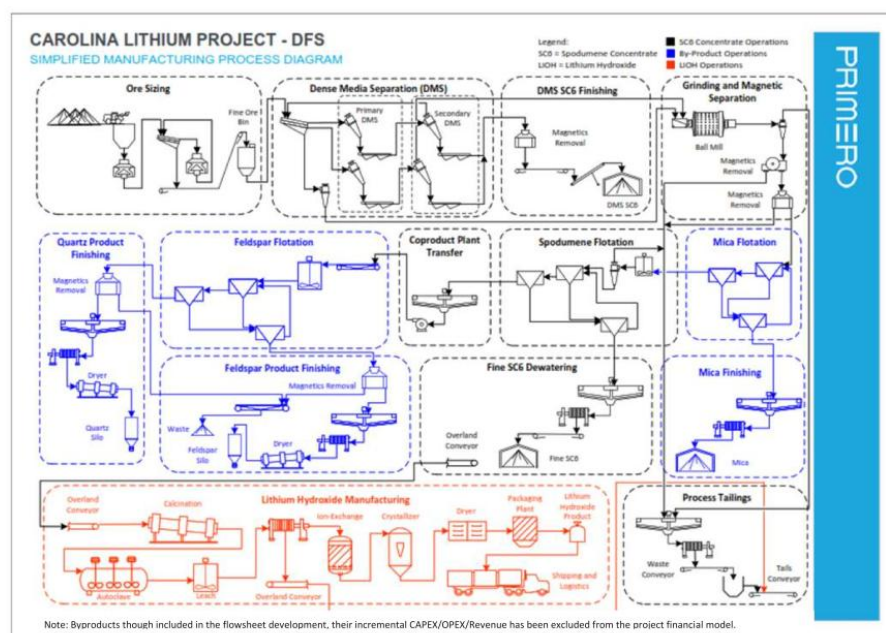 CAROLINA LITHIUM PROJECT - DFS
SIMPLIFIED MANUFACTURING PROCESS DIAGRAM
Legend:
SC6 = Spodumene Concentrate
LiOH = Lithium Hydroxide
SC6 Concentrate Operations
By-Product Operations
LiOH Operations
PRIMERO
Ore Sizing
Fine Ore
Bin
Dense Media Separation (DMS)
Primary
DMS
Secondary
DMS
DMS SC6 Finishing
Magnetics
Removal
DMS SC6
Grinding and Magnetic
Separation
Ball Mill
Magnetics
Removal
Magnetics
Removal
Quartz Product
Finishing
Magnetics
Removal
Dryer
Quartz
Silo
Feldspar Flotation
Coproduct Plant
Transfer
Spodumene Flotation
Mica Flotation
Feldspar Product Finishing
Magnetics Removal
Waste
Feldspar
Silo
Dryer
Fine SC6 Dewatering
Overland
Conveyor
Fine SC6
Mica Finishing
Mica
Lithium Hydroxide Manufacturing
Overland
Conveyor
Calcination
Ion-Exchange
Crystallizer
Dryer
Packaging
Plant
Lithium
Hydroxide
Product
Autoclave
Leach
Overland Conveyor
Shipping and
Logistics
Process Tailings
Waste
Conveyor
Tails
Conveyor
Note: Byproducts though included in the flowsheet development, their incremental CAPEX/OPEX/Revenue has been excluded from the project financial model.